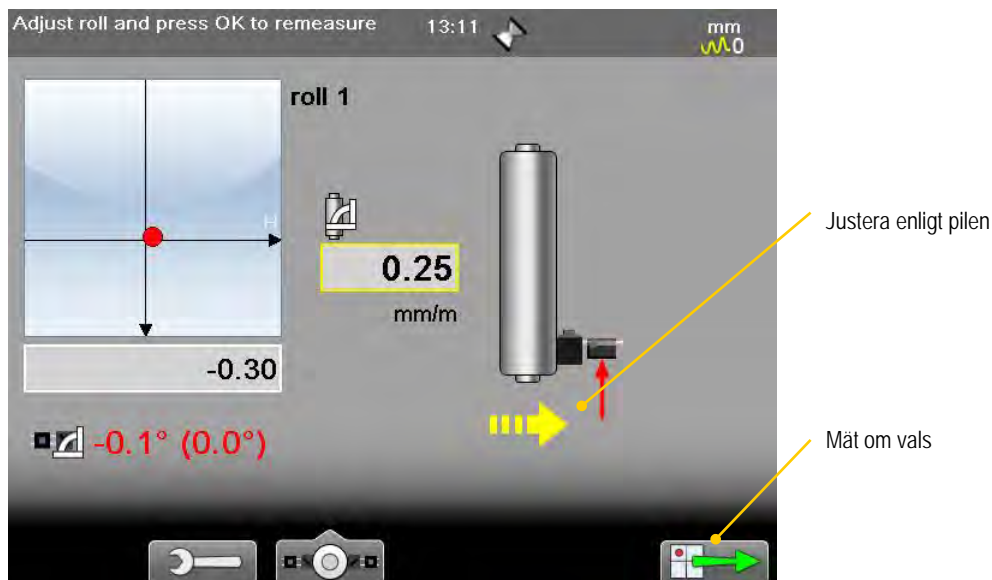 Adjust roll and press OK to remeasure 13:11 mm
0
roll 1
H
0.25
mm/m
-0.30
-0.1° (0.0°)
Justera enligt pilen
Mät om vals